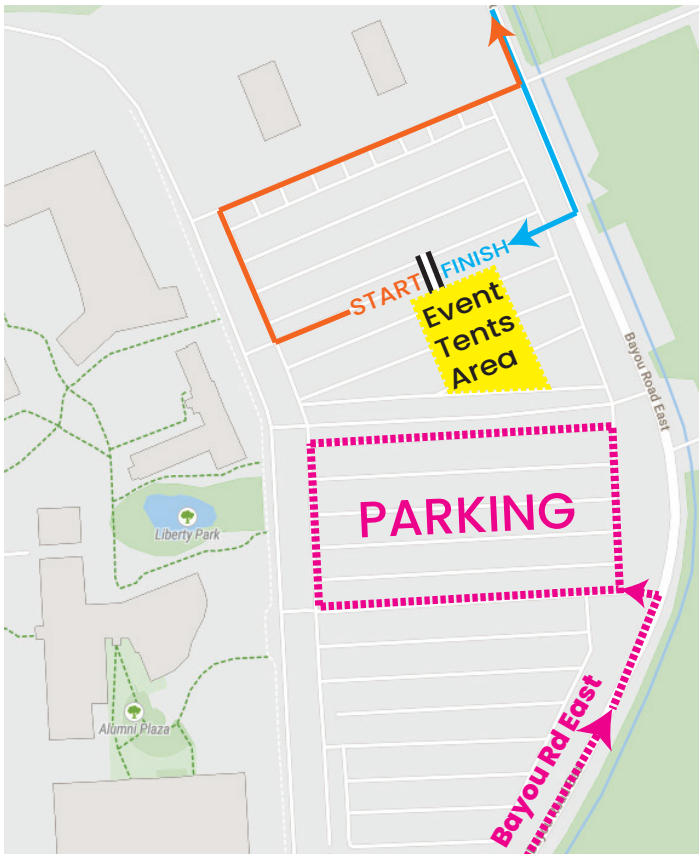 FINISH
START
Event
Tents
Area
Bayou Road East
PARKING
Liberty Park
Bayou Rd East
Alumni Plaza